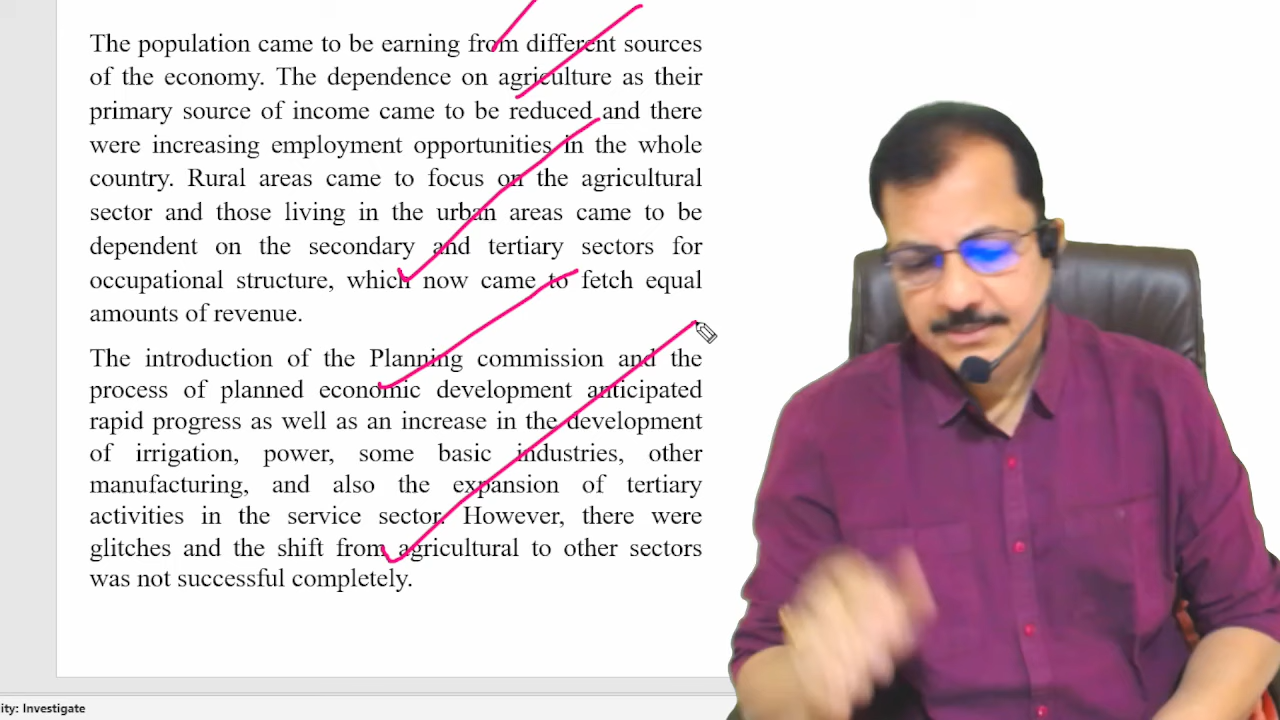 The population came to be earning from different sources
of the economy. The dependence on agriculture as their
primary source of income came to be reduced and there
were increasing employment opportunities in the whole
country. Rural areas came to focus on the agricultural
sector and those living in the urban areas came to be
dependent on the secondary and tertiary sectors for
occupational structure, which now came to fetch equal
amounts of revenue.
The introduction of the Planning commission and the
process of planned economic development anticipated
rapid progress as well as an increase in the development
of irrigation, power, some basic industries, other
manufacturing, and also the expansion of tertiary
activities in the service sector. However, there were
glitches and the shift from agricultural to other sectors
was not successful completely.
ity: Investigate